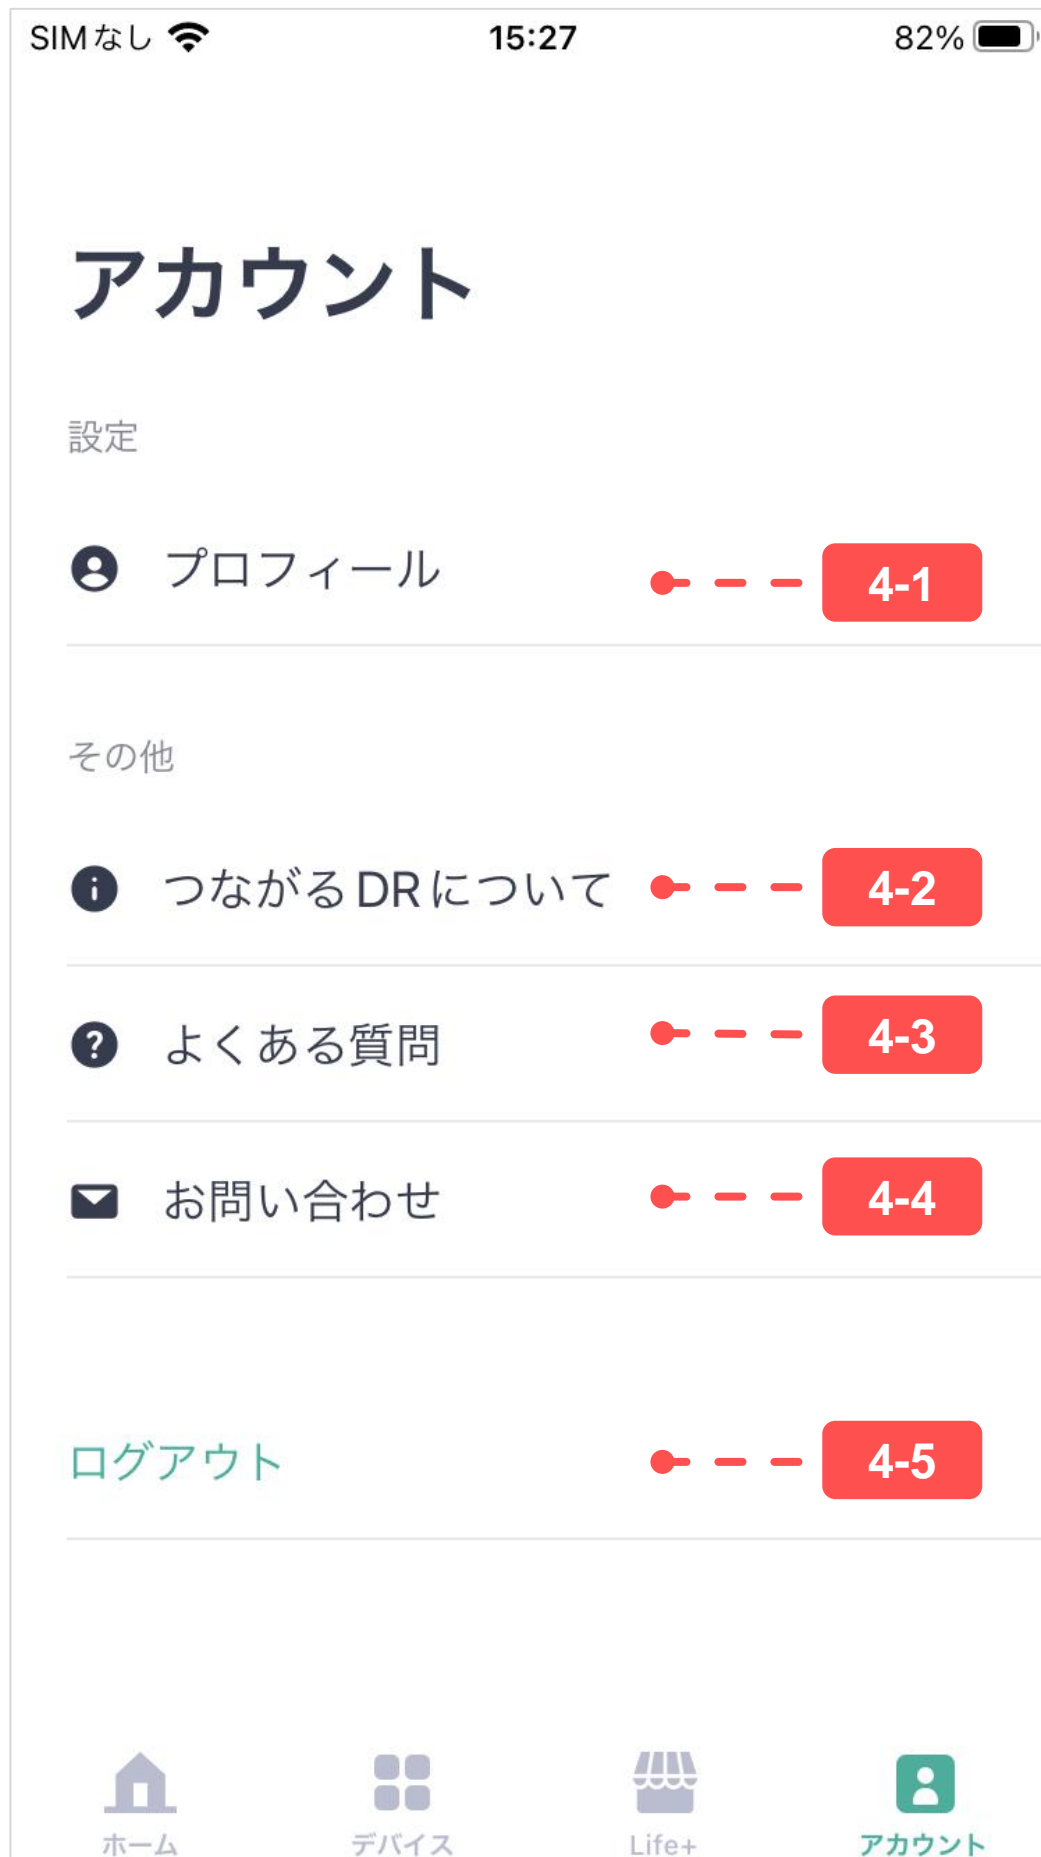 SIMなし 15:27 82%
アカウント
設定
プロフィール 4-1
その他
つながるDRについて 4-2
よくある質問 4-3
お問い合わせ 4-4
ログアウト 4-5
ホーム デバイス Life+ アカウント